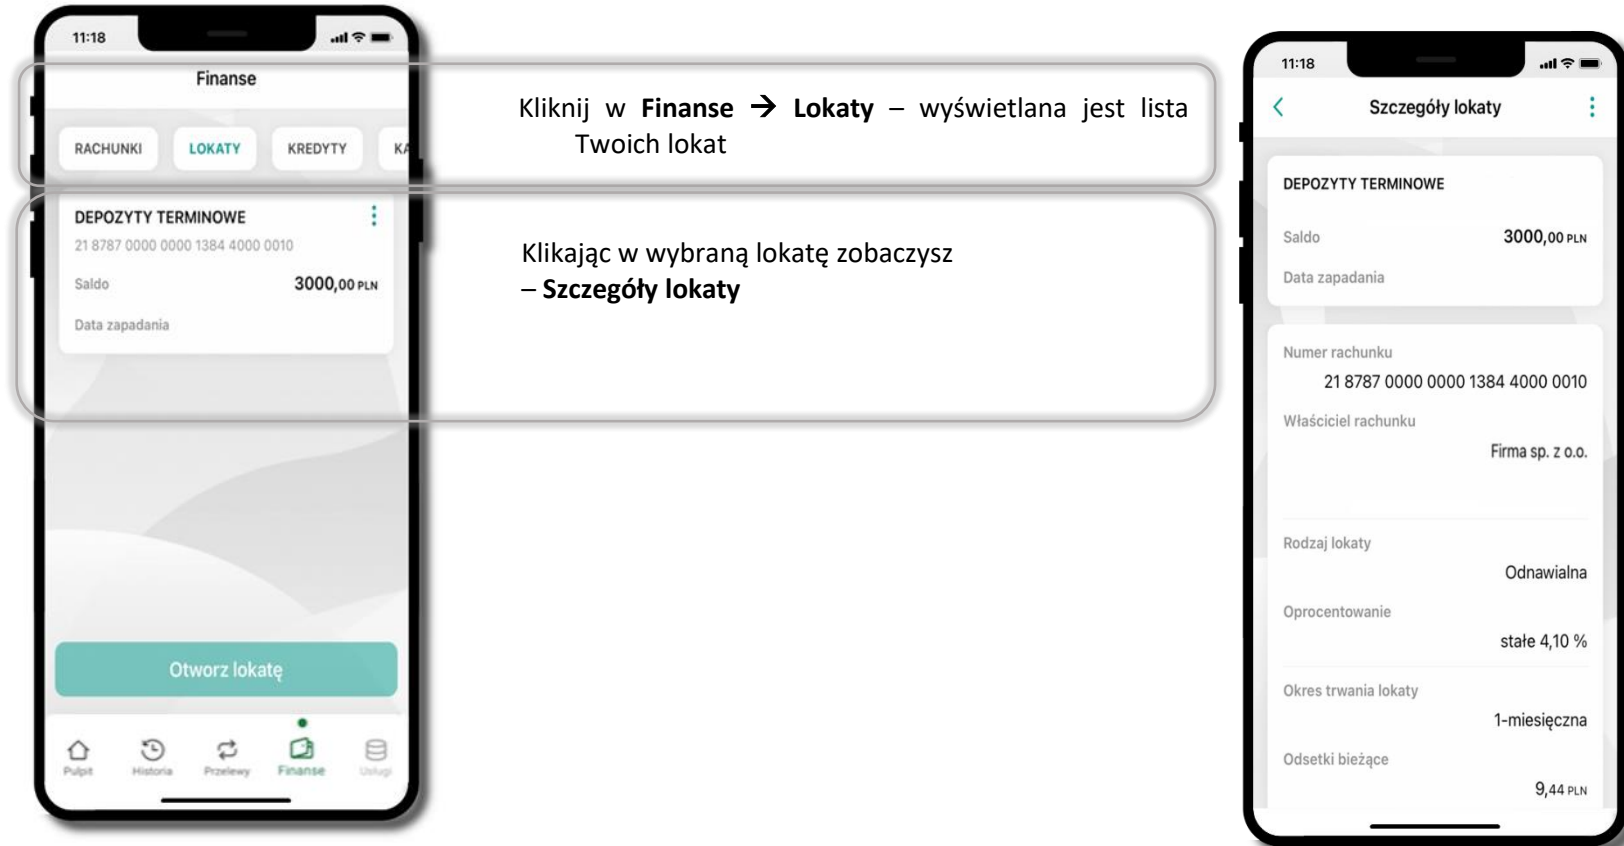 11:18
Finanse
RACHUNKI LOKATY KREDYTY KA
DEPOZYTY TERMINOWE
21 8787 0000 0000 1384 4000 0010
Saldo 3000,00 PLN
Data zapadania
Otworz lokatę
Pulpit Historia Przelewy Finanse Usługi
Kliknij w Finanse → Lokaty – wyświetlana jest lista
Twoich lokat
Klikając w wybraną lokatę zobaczysz
– Szczegóły lokaty
11:18
Szczegóły lokaty
DEPOZYTY TERMINOWE
Saldo 3000,00 PLN
Data zapadania
Numer rachunku
21 8787 0000 0000 1384 4000 0010
Właściciel rachunku
Firma sp. z o.o.
Rodzaj lokaty
Odnawialna
Oprocentowanie
stałe 4,10 %
Okres trwania lokaty
1-miesięczna
Odsetki bieżące
9,44 PLN